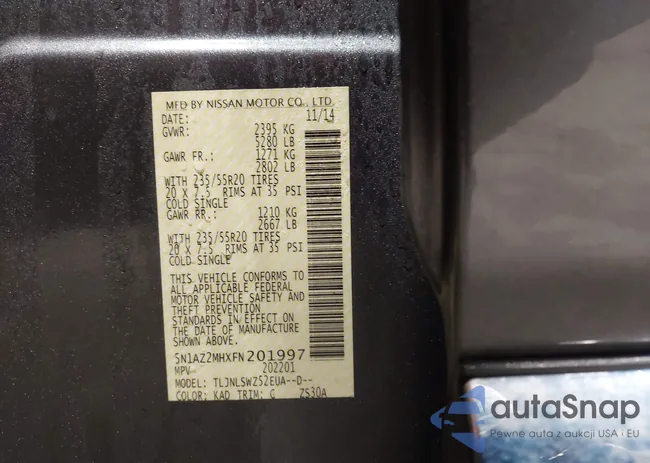 MFD BY NISSAN MOTOR CO., LTD.
DATE: 11/14
GVWR: 2395 KG
5280 LB
GAWR FR.: 1271 KG
2802 LB
WITH 235/55R20 TIRES
20 X 7.5 RIMS AT 35 PSI
COLD SINGLE
GAWR RR.: 1210 KG
2667 LB
WITH 235/55R20 TIRES
20 X 7.5 RIMS AT 35 PSI
COLD SINGLE
THIS VEHICLE CONFORMS TO
ALL APPLICABLE FEDERAL
MOTOR VEHICLE SAFETY AND
THEFT PREVENTION
STANDARDS IN EFFECT ON
THE DATE OF MANUFACTURE
SHOWN ABOVE.
5N1AZ2MHXFN201997
MPV 202201
MODEL: TLJNLSWZ52EUA--D--
COLOR: KAD TRIM: C ZS30A
autaSnap
Pewne auta z aukcji USA i EU